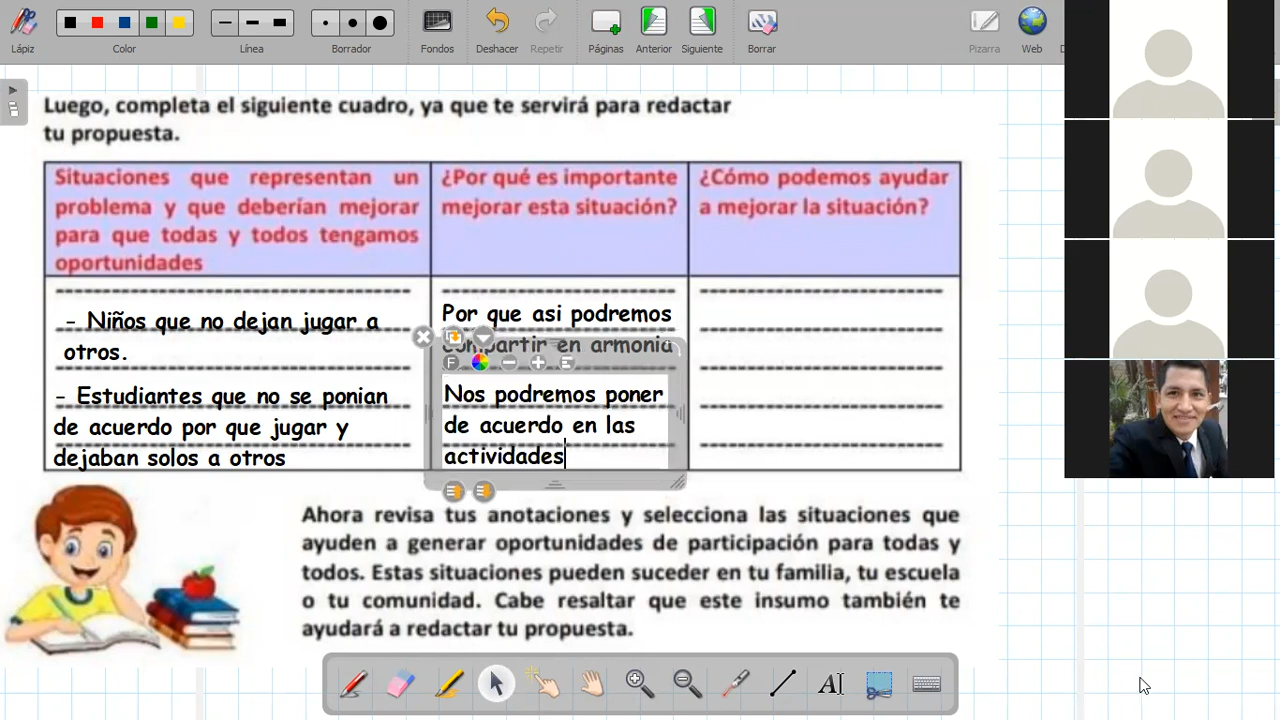 Lápiz
Color
Línea
Borrador
Fondos
Deshacer
Repetir
Páginas
Anterior
Siguiente
Borrar
Pizarra
Web
Luego, completa el siguiente cuadro, ya que te servirá para redactar
tu propuesta.
Situaciones que representan un
problema y que deberían mejorar
para que todas y todos tengamos
oportunidades
¿Por qué es importante
mejorar esta situación?
¿Cómo podemos ayudar
a mejorar la situación?
- Niños que no dejan jugar a
otros.
- Estudiantes que no se ponian
de acuerdo por que jugar y
dejaban solos a otros
Por que asi podremos
compartir en armonia
F
Nos podremos poner
de acuerdo en las
actividades
Ahora revisa tus anotaciones y selecciona las situaciones que
ayuden a generar oportunidades de participación para todas y
todos. Estas situaciones pueden suceder en tu familia, tu escuela
o tu comunidad. Cabe resaltar que este insumo también te
ayudará a redactar tu propuesta.